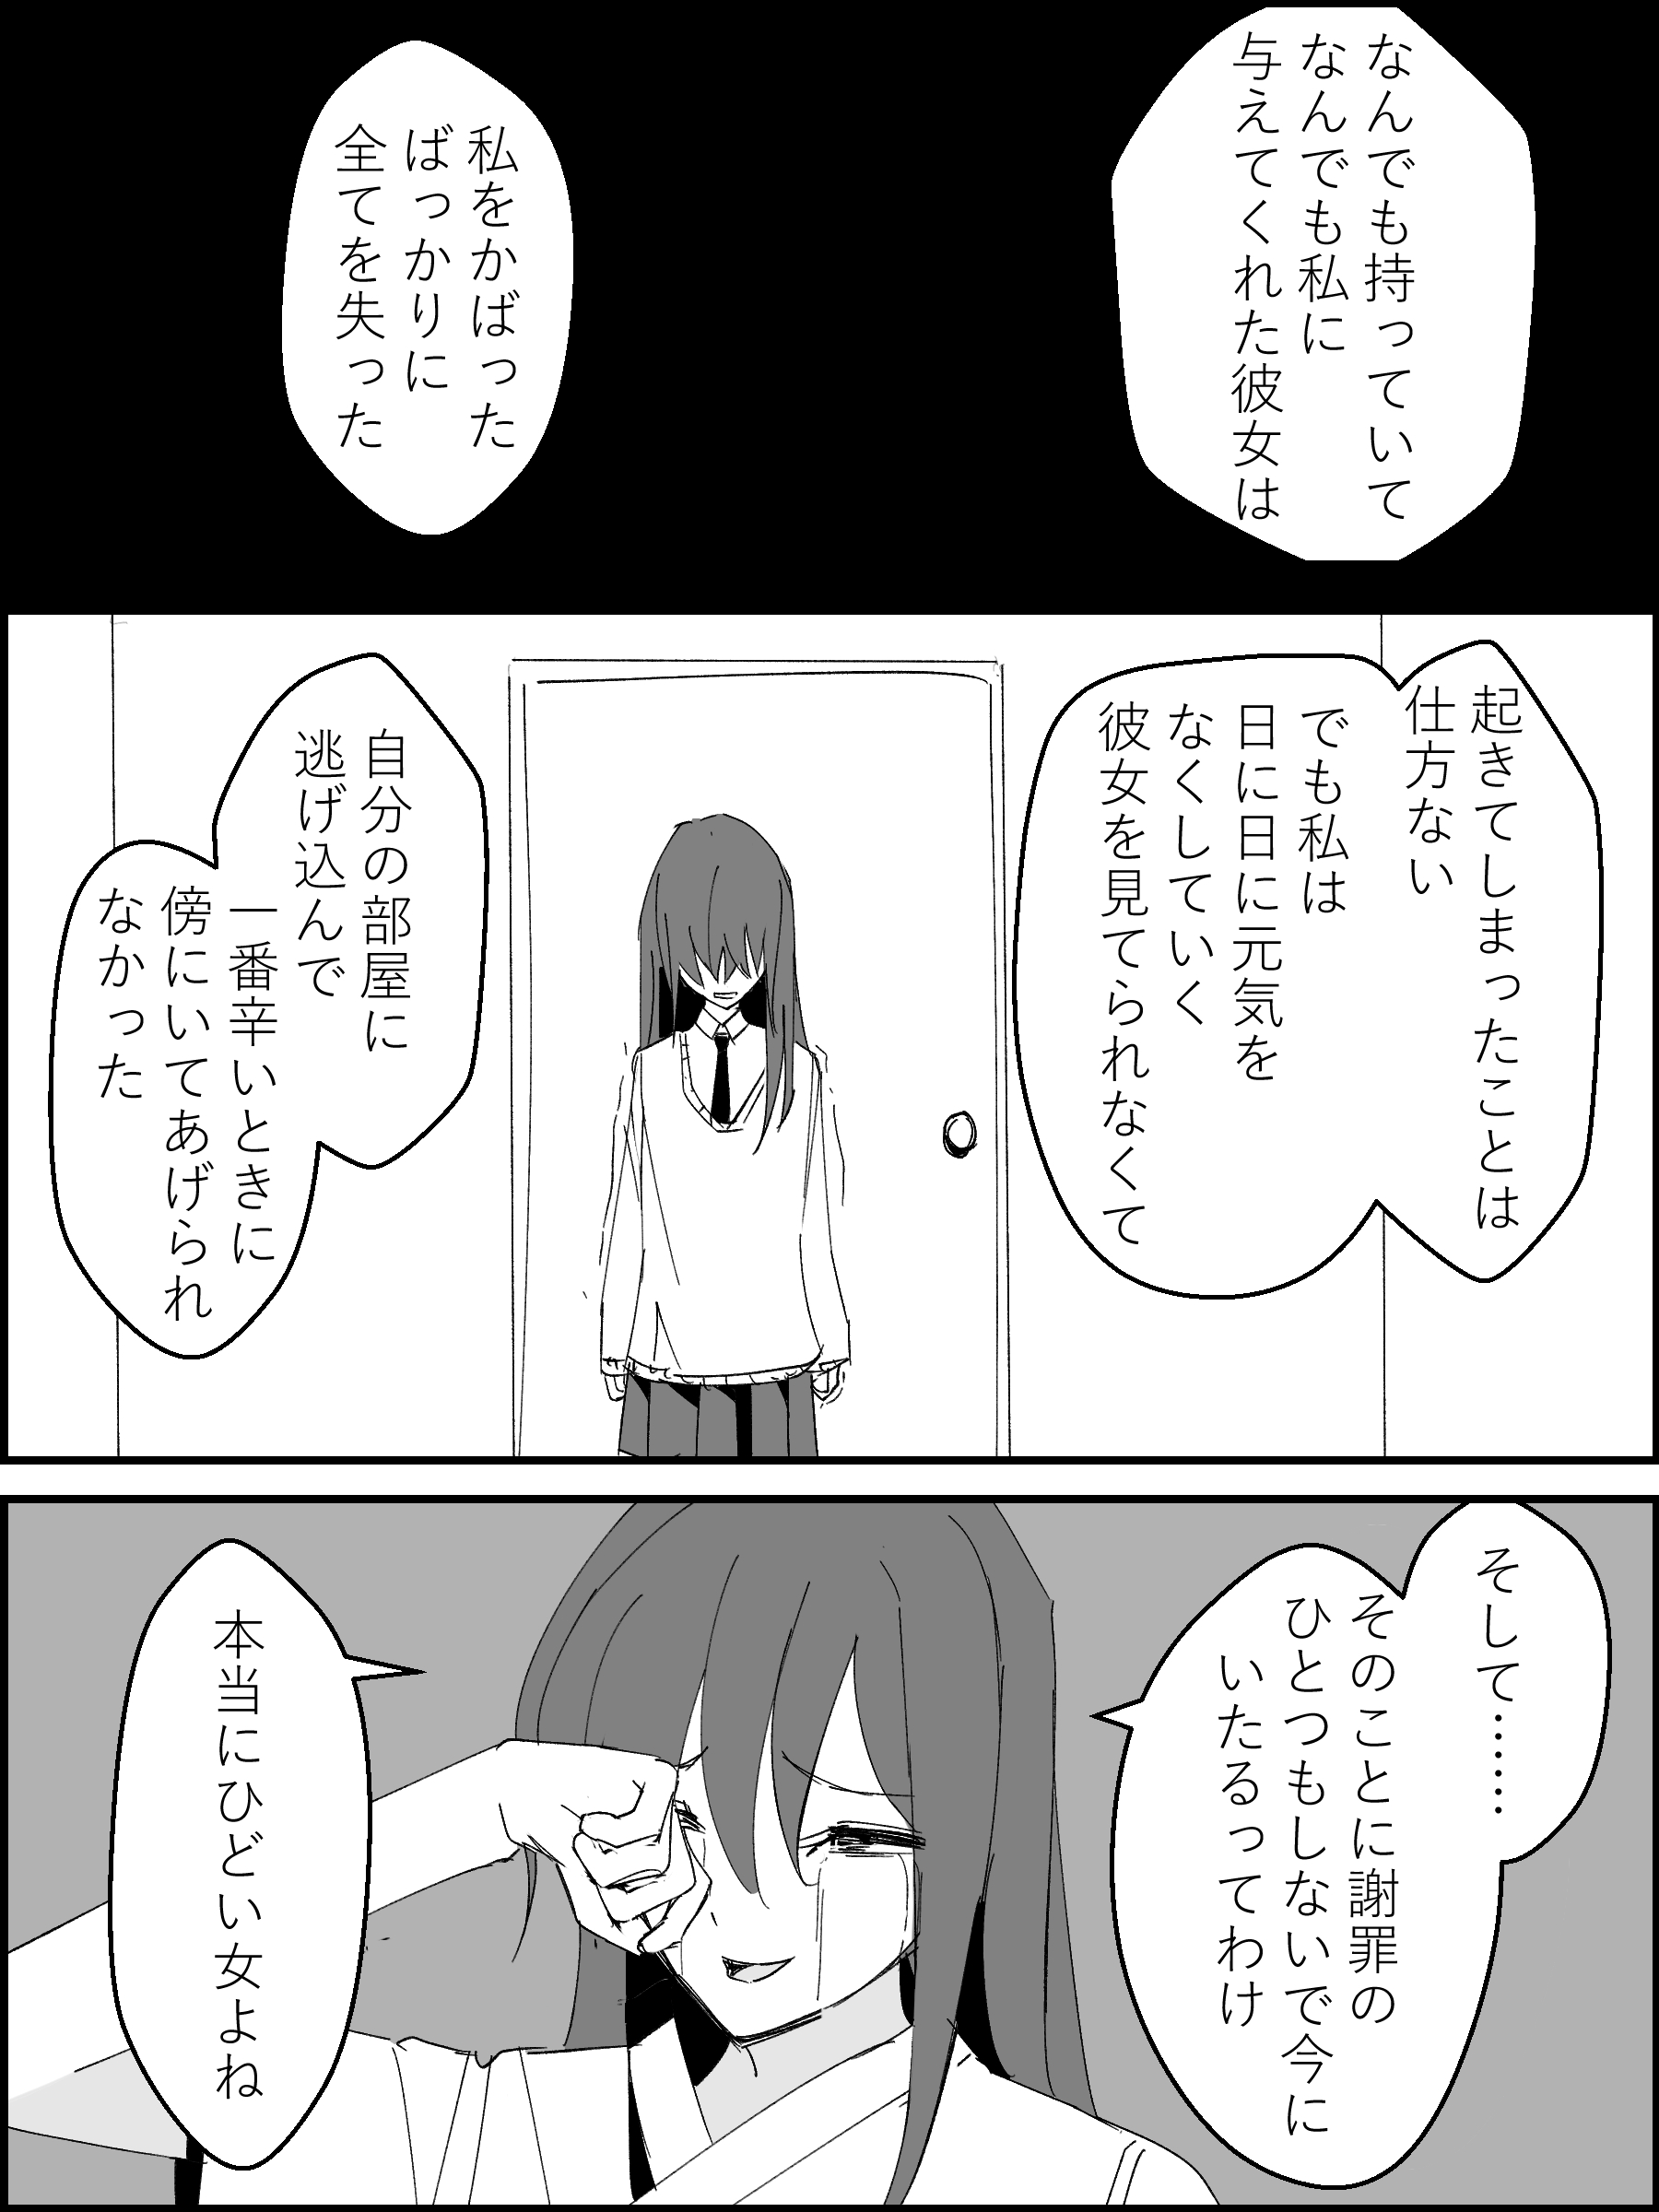 なんでも持っていて
なんでも私に
与えてくれた彼女は
私をかばった
ばっかりに
全てを失った
起きてしまったことは
仕方ない
でも私は
日に日に元気を
なくしていく
彼女を見てられなくて
自分の部屋に
逃げ込んで
一番辛いときに
傍にいてあげられ
なかった
そして……
そのことに謝罪の
ひとつもしないで今に
いたるってわけ
本当にひどい女よね